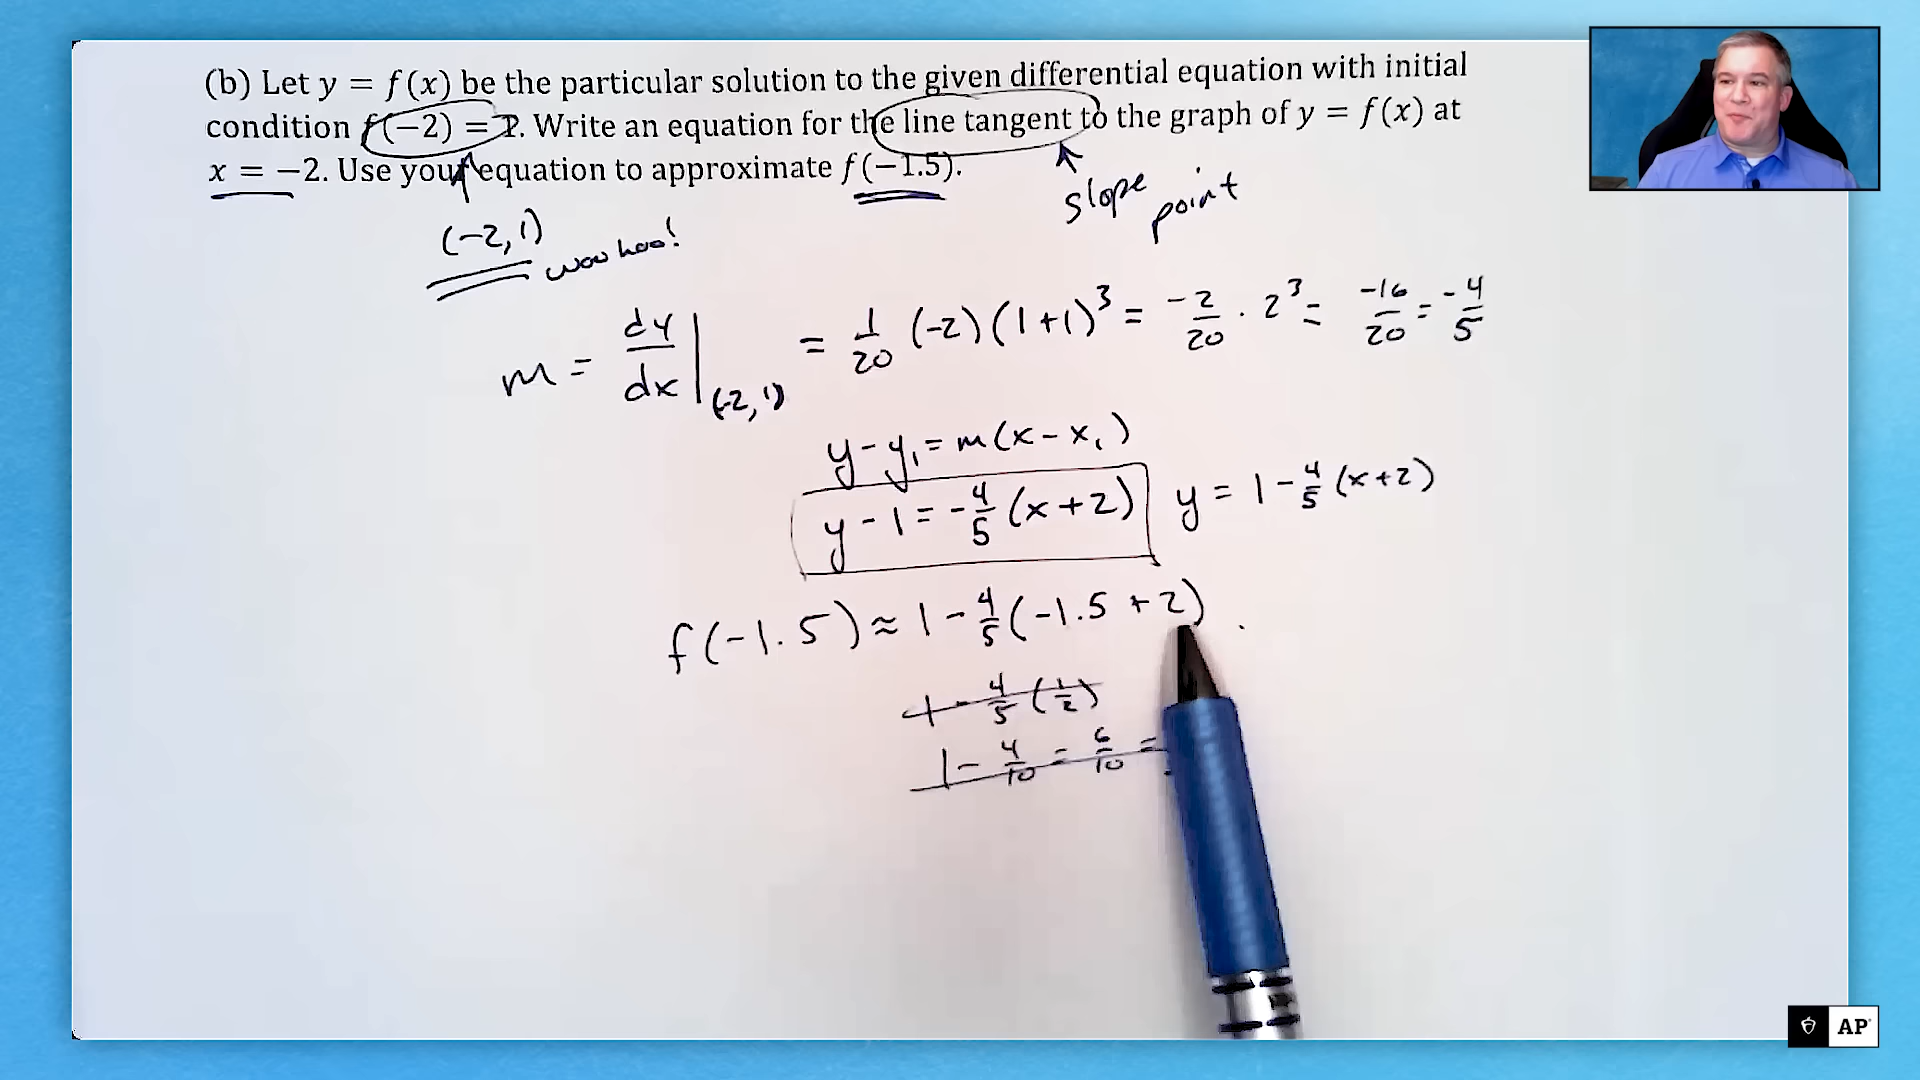 (b) Let y = f(x) be the particular solution to the given differential equation with initial
condition f(−2) = 1. Write an equation for the line tangent to the graph of y = f(x) at
x = −2. Use your equation to approximate f(−1.5).
slope point
(-2, 1)
woo hoo!
m = dy/dx |(-2, 1) = 1/20 (-2)(1+1)^3 = -2/20 · 2^3 = -16/20 = -4/5
y - y₁ = m(x - x₁)
y - 1 = -4/5 (x+2)
y = 1 - 4/5 (x+2)
f(-1.5) ≈ 1 - 4/5 (-1.5 + 2)
1 - 4/5 (1/2)
1 - 4/10 = 6/10 =
AP